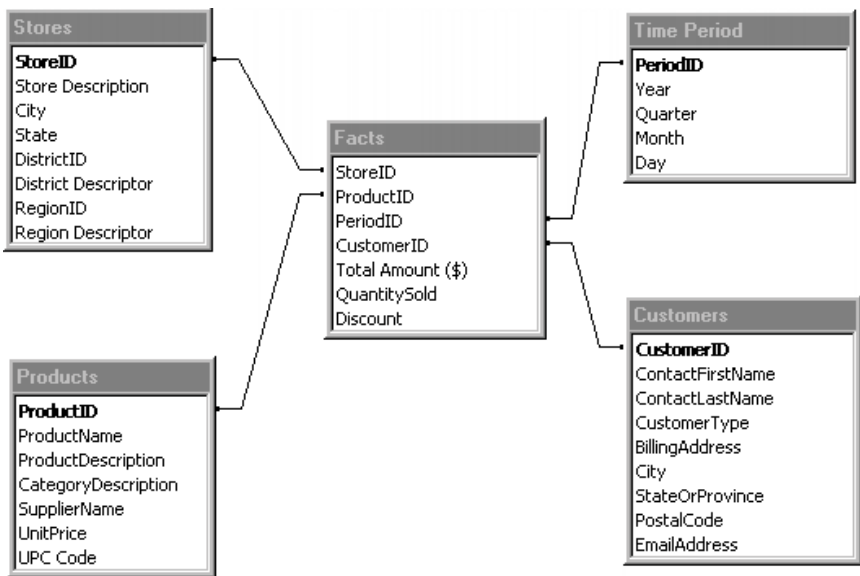 Stores
StoreID
Store Description
City
State
DistrictID
District Descriptor
RegionID
Region Descriptor
Time Period
PeriodID
Year
Quarter
Month
Day
Facts
StoreID
ProductID
PeriodID
CustomerID
Total Amount ($)
QuantitySold
Discount
Products
ProductID
ProductName
ProductDescription
CategoryDescription
SupplierName
UnitPrice
UPC Code
Customers
CustomerID
ContactFirstName
ContactLastName
CustomerType
BillingAddress
City
StateOrProvince
PostalCode
EmailAddress